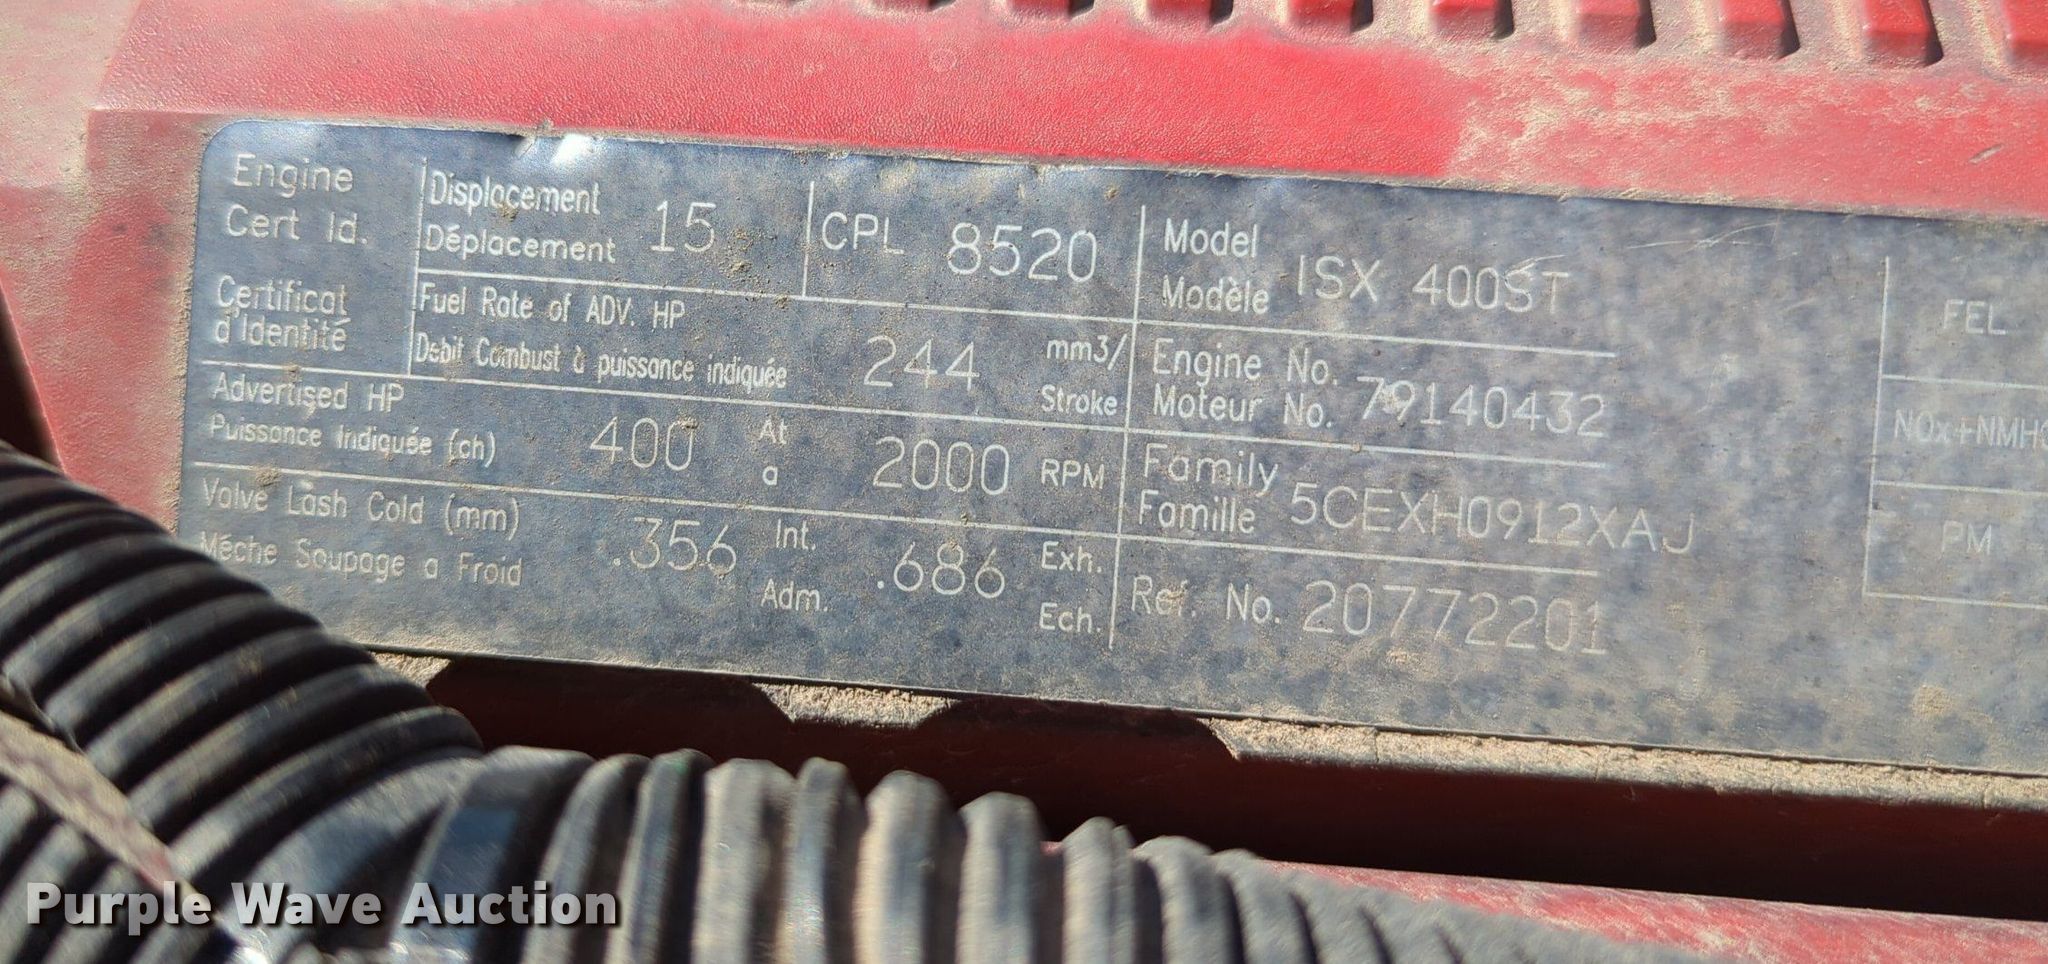 Engine
Cert Id.
Certificat
d'Identité
Displacement
Déplacement
15
CPL 8520
Fuel Rate of ADV. HP
Debit Combust à puissance indiquée
244
mm3/
Stroke
Advertised HP
Puissance Indiquée (ch)
400
At
a
2000 RPM
Valve Lash Cold (mm)
Mèche Soupage a Froid
.356
Int.
Adm.
.686
Exh.
Ech.
Model
Modèle
ISX 400ST
Engine No.
Moteur No.
79140432
Family
Famille
5CEXH0912XAJ
Ref. No. 20772201
FEL
NOx+NMHC
PM
Purple Wave Auction